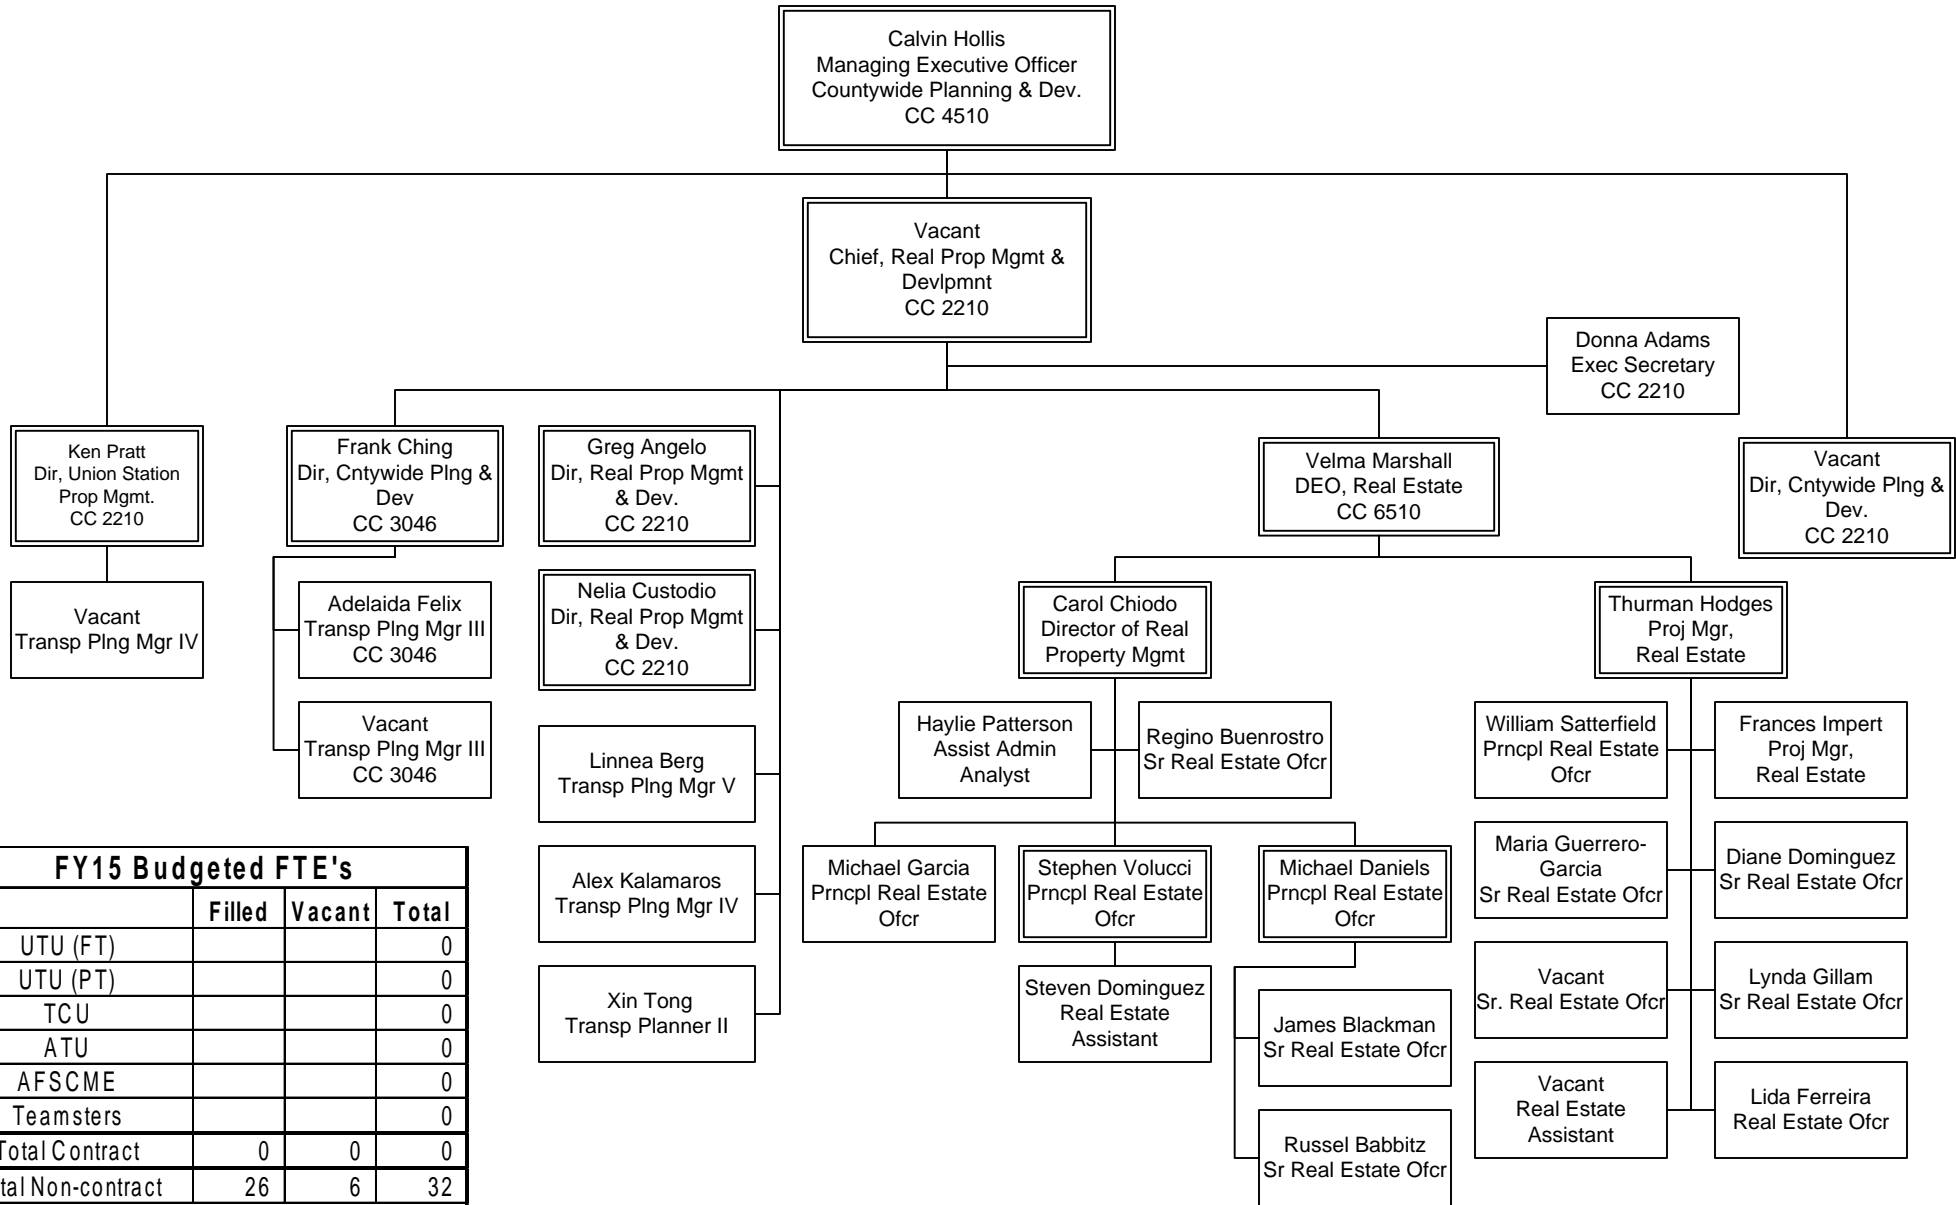 Calvin Hollis
Managing Executive Officer
Countywide Planning & Dev.
CC 4510
Vacant
Chief, Real Prop Mgmt &
Devlpmnt
CC 2210
Donna Adams
Exec Secretary
CC 2210
Ken Pratt
Dir, Union Station
Prop Mgmt.
CC 2210
Frank Ching
Dir, Cntywide Plng &
Dev
CC 3046
Greg Angelo
Dir, Real Prop Mgmt
& Dev.
CC 2210
Velma Marshall
DEO, Real Estate
CC 6510
Vacant
Dir, Cntywide Plng &
Dev.
CC 2210
Vacant
Transp Plng Mgr IV
Adelaida Felix
Transp Plng Mgr III
CC 3046
Nelia Custodio
Dir, Real Prop Mgmt
& Dev.
CC 2210
Carol Chiodo
Director of Real
Property Mgmt
Thurman Hodges
Proj Mgr,
Real Estate
Vacant
Transp Plng Mgr III
CC 3046
Linnea Berg
Transp Plng Mgr V
Haylie Patterson
Assist Admin
Analyst
Regino Buenrostro
Sr Real Estate Ofcr
William Satterfield
Prncpl Real Estate
Ofcr
Frances Impert
Proj Mgr,
Real Estate
Alex Kalamaros
Transp Plng Mgr IV
Michael Garcia
Prncpl Real Estate
Ofcr
Stephen Volucci
Prncpl Real Estate
Ofcr
Michael Daniels
Prncpl Real Estate
Ofcr
Maria Guerrero-
Garcia
Sr Real Estate Ofcr
Diane Dominguez
Sr Real Estate Ofcr
Xin Tong
Transp Planner II
Steven Dominguez
Real Estate
Assistant
James Blackman
Sr Real Estate Ofcr
Vacant
Sr. Real Estate Ofcr
Lynda Gillam
Sr Real Estate Ofcr
Russel Babbitz
Sr Real Estate Ofcr
Vacant
Real Estate
Assistant
Lida Ferreira
Real Estate Ofcr
FY15 Budgeted FTE's
Filled Vacant Total
UTU (FT) 0
UTU (PT) 0
TCU 0
ATU 0
AFSCME 0
Teamsters 0
Total Contract 0 0 0
tal Non-contract 26 6 32